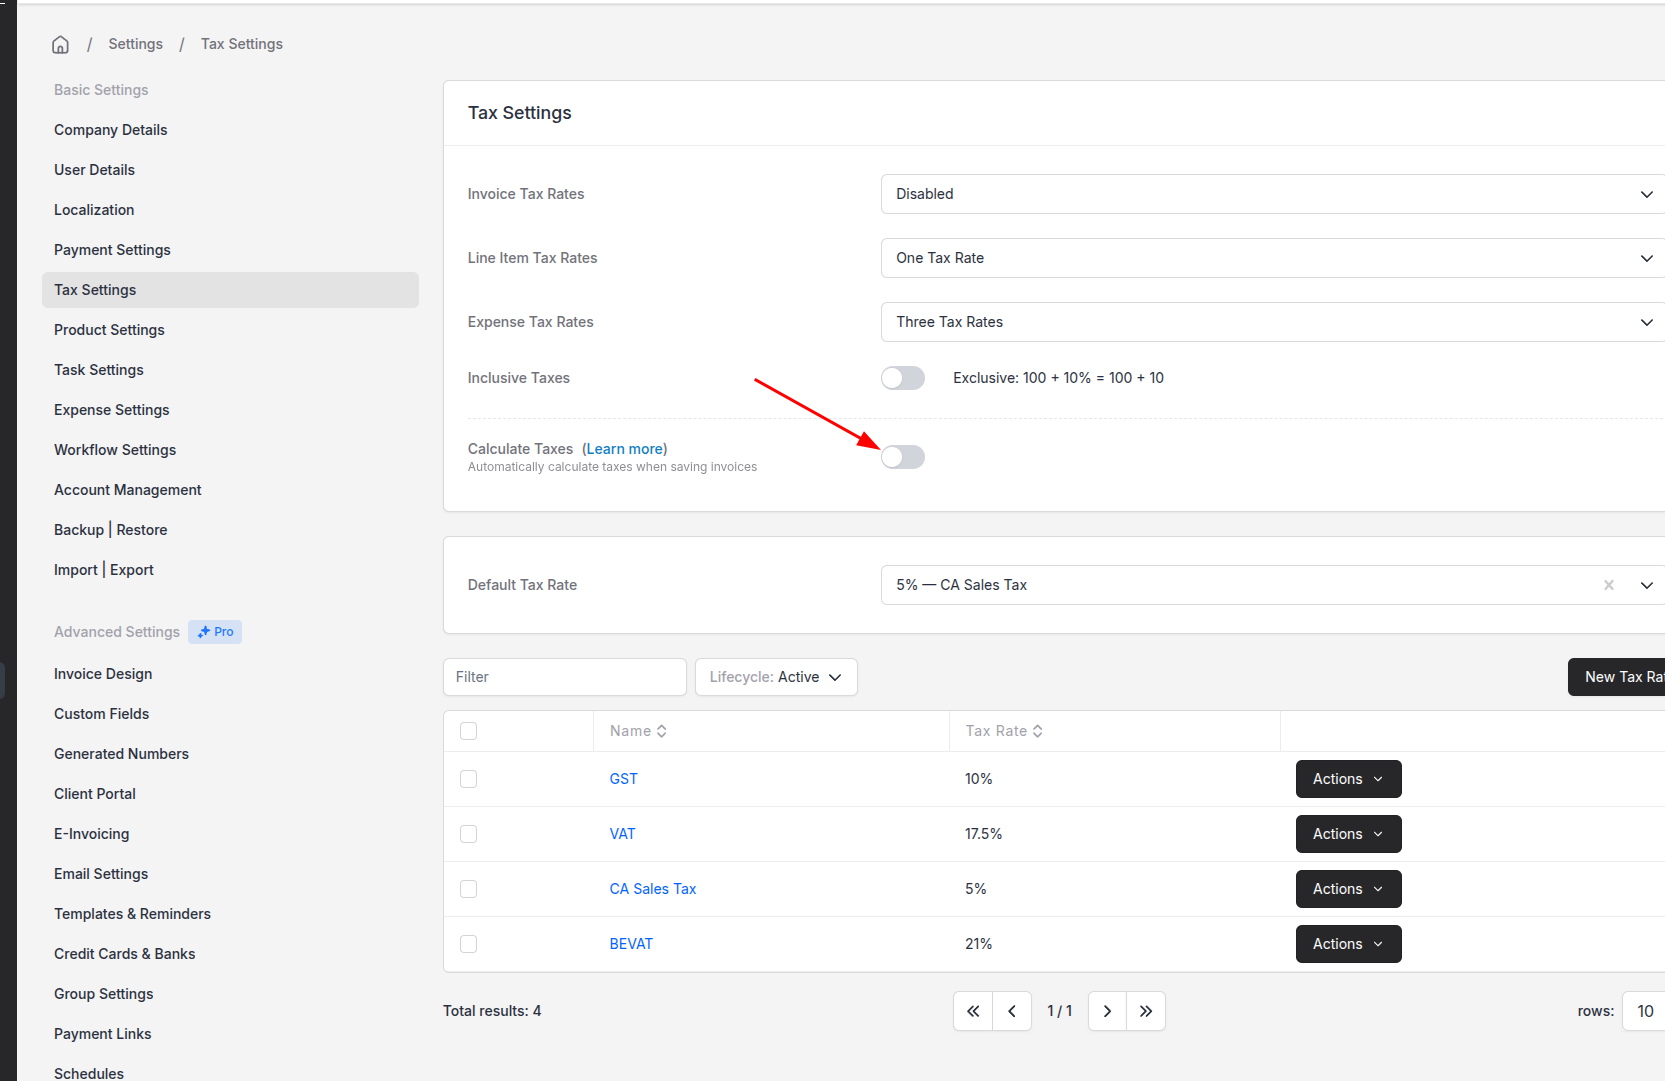 / Settings / Tax Settings
Basic Settings
Company Details
User Details
Localization
Payment Settings
Tax Settings
Product Settings
Task Settings
Expense Settings
Workflow Settings
Account Management
Backup | Restore
Import | Export
Advanced Settings Pro
Invoice Design
Custom Fields
Generated Numbers
Client Portal
E-Invoicing
Email Settings
Templates & Reminders
Credit Cards & Banks
Group Settings
Payment Links
Schedules
Tax Settings
Invoice Tax Rates Disabled
Line Item Tax Rates One Tax Rate
Expense Tax Rates Three Tax Rates
Inclusive Taxes Exclusive: 100 + 10% = 100 + 10
Calculate Taxes (Learn more)
Automatically calculate taxes when saving invoices
Default Tax Rate 5% — CA Sales Tax
Filter Lifecycle: Active New Tax Rat
Name Tax Rate
GST 10% Actions
VAT 17.5% Actions
CA Sales Tax 5% Actions
BEVAT 21% Actions
Total results: 4 1 / 1 rows: 10